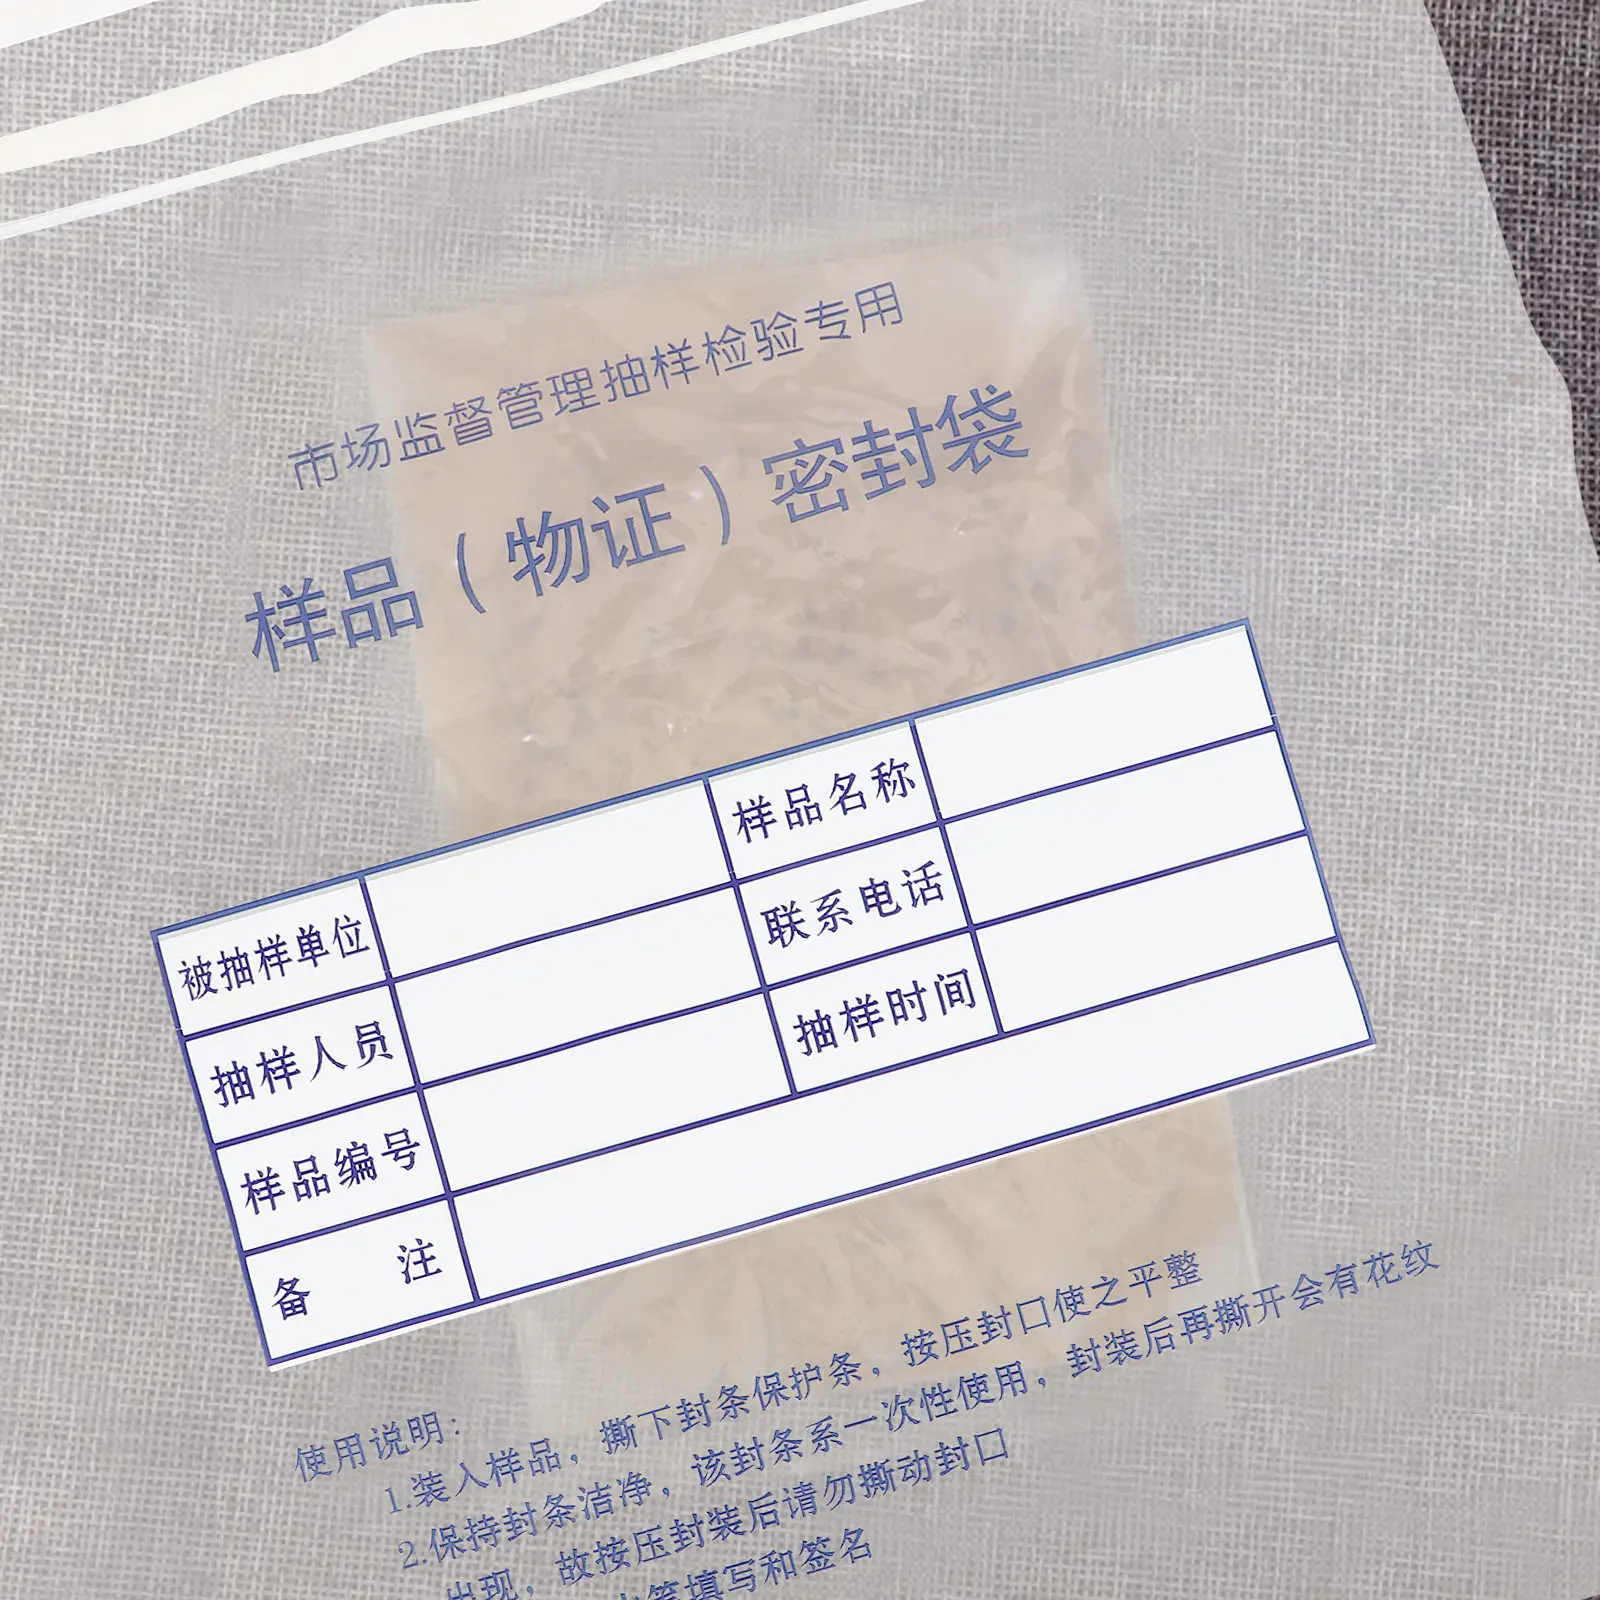 市场监督管理抽样检验专用
样品（物证）密封袋
被抽样单位 样品名称
抽样人员 联系电话
样品编号 抽样时间
备 注
使用说明：
1.装入样品，撕下封条保护条，按压封口使之平整
2.保持封条洁净，该封条系一次性使用，封装后再撕开会有花纹
出现，故按压封装后请勿撕动封口
笔填写和签名